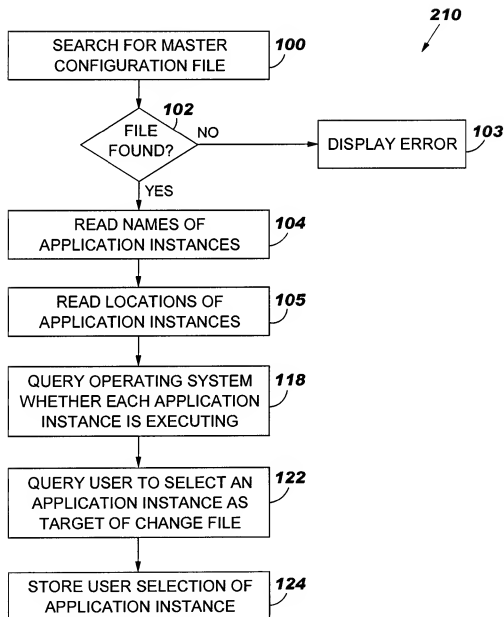 210
SEARCH FOR MASTER
CONFIGURATION FILE
100
102
FILE
FOUND?
NO
DISPLAY ERROR
103
YES
READ NAMES OF
APPLICATION INSTANCES
104
READ LOCATIONS OF
APPLICATION INSTANCES
105
QUERY OPERATING SYSTEM
WHETHER EACH APPLICATION
INSTANCE IS EXECUTING
118
QUERY USER TO SELECT AN
APPLICATION INSTANCE AS
TARGET OF CHANGE FILE
122
STORE USER SELECTION OF
APPLICATION INSTANCE
124